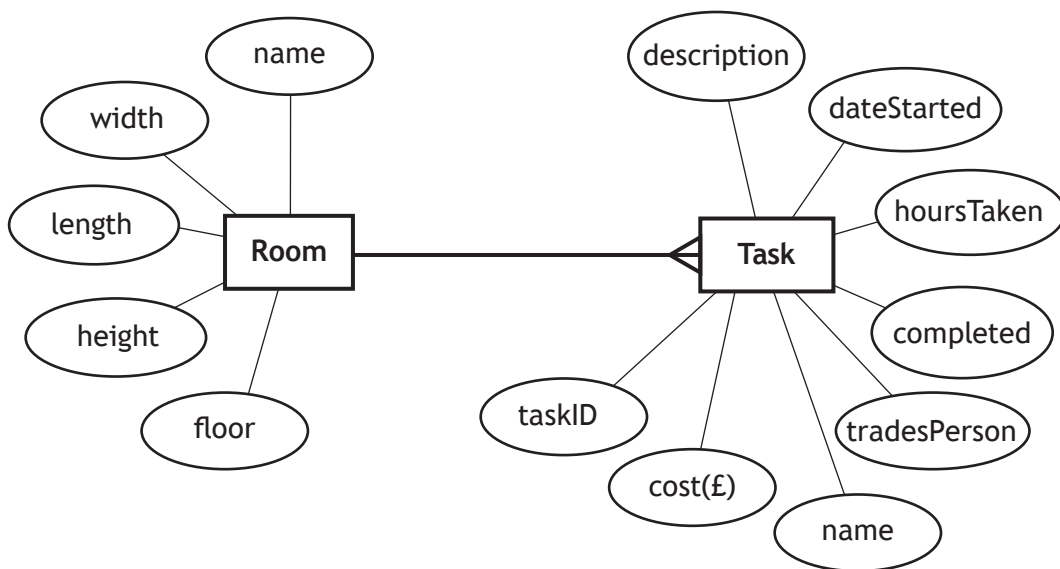 name
description
width
dateStarted
length
hoursTaken
Room
Task
height
completed
taskID
floor
tradesPerson
cost(£)
name